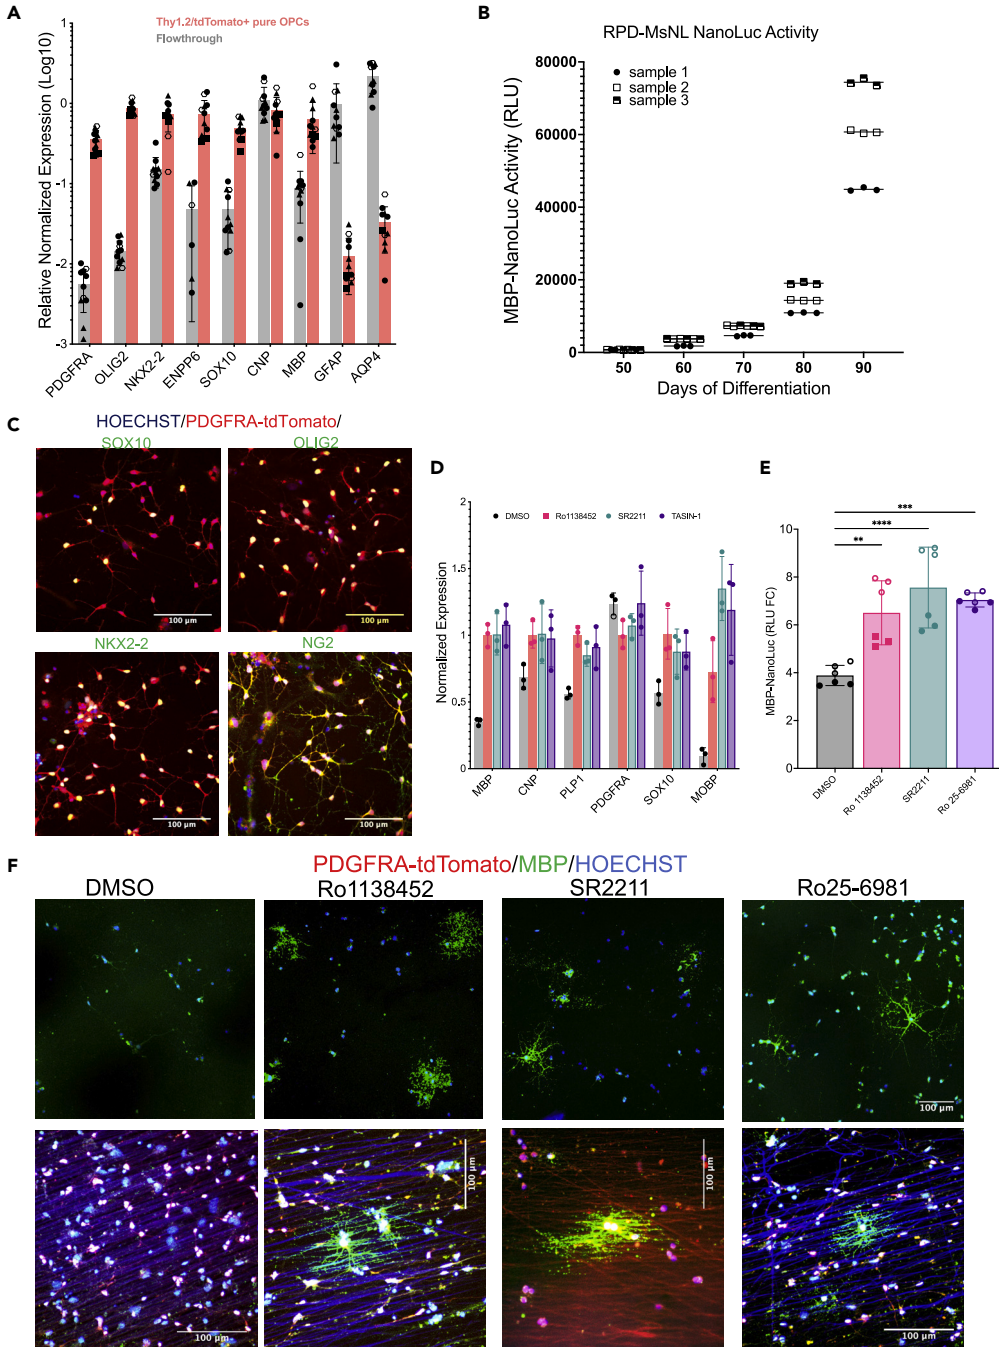 A
Thy1.2/tdTomato+ pure OPCs
Flowthrough
Relative Normalized Expression (Log10)
1
0
-1
-2
-3
PDGFRA
OLIG2
NKX2-2
ENPP6
SOX10
CNP
MBP
GFAP
AQP4
B
RPD-MsNL NanoLuc Activity
sample 1
sample 2
sample 3
MBP-NanoLuc Activity (RLU)
80000
60000
40000
20000
0
50 60 70 80 90
Days of Differentiation
C
HOECHST/PDGFRA-tdTomato/
SOX10 OLIG2
100 µm 100 µm
NKX2-2 NG2
100 µm 100 µm
D
DMSO Ro1138452 SR2211 TASIN-1
Normalized Expression
2
1.5
1
0.5
0
MBP
CNP
PLP1
PDGFRA
SOX10
MOBP
E
***
****
**
MBP-NanoLuc (RLU FC)
10
8
6
4
2
0
DMSO
Ro 1138452
SR2211
Ro 25-6981
F
PDGFRA-tdTomato/MBP/HOECHST
DMSO Ro1138452 SR2211 Ro25-6981
100 µm
100 µm 100 µm 100 µm 100 µm